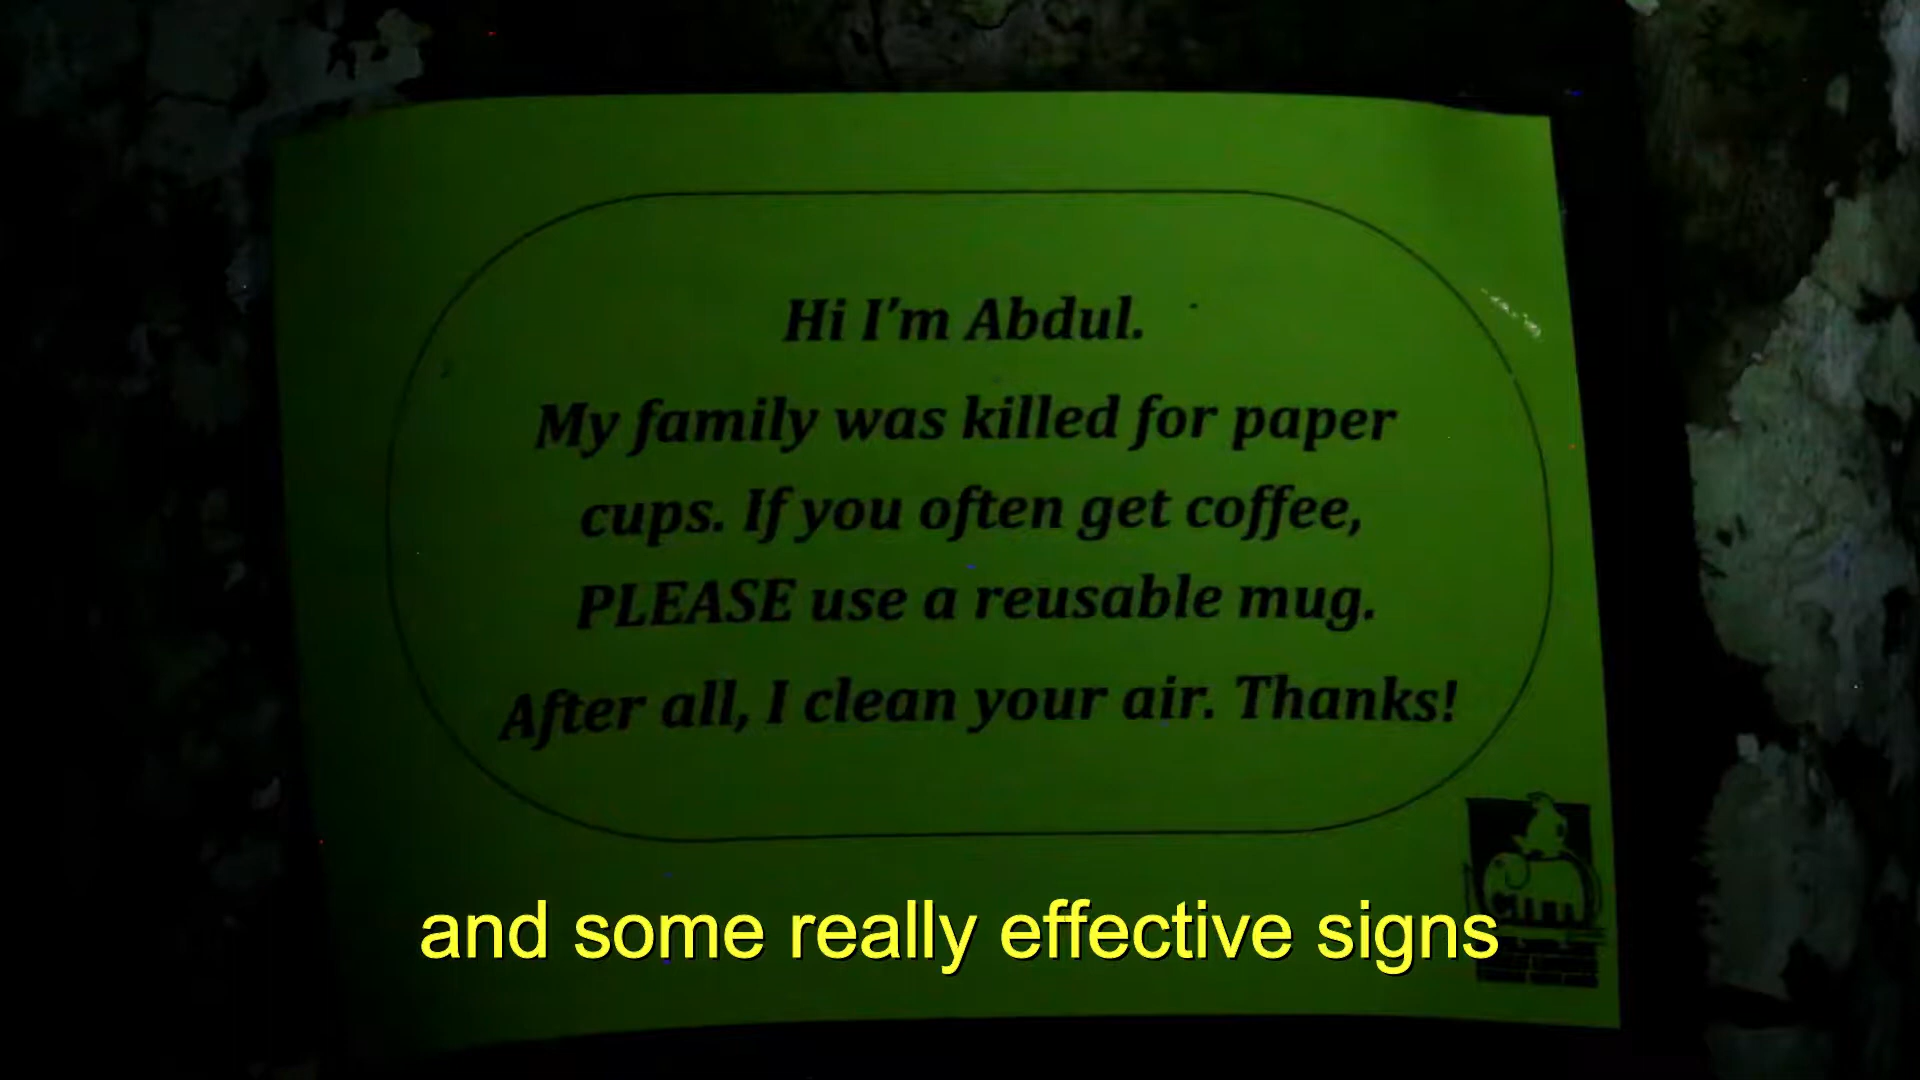 Hi I'm Abdul.
My family was killed for paper
cups. If you often get coffee,
PLEASE use a reusable mug.
After all, I clean your air. Thanks!
and some really effective signs